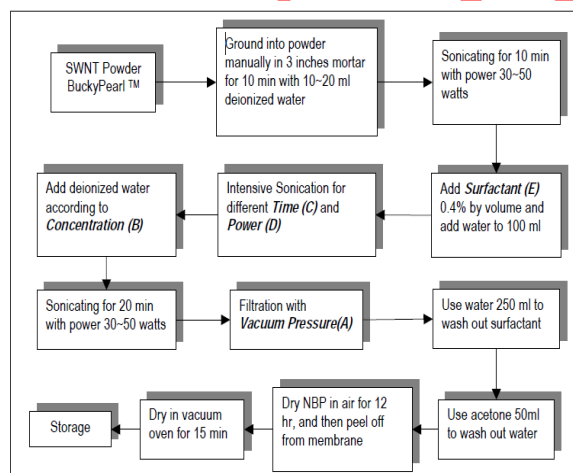 SWNT Powder
BuckyPearl ™
Ground into powder
manually in 3 inches mortar
for 10 min with 10~20 ml
deionized water
Sonicating for 10 min
with power 30~50
watts
Add Surfactant (E)
0.4% by volume and
add water to 100 ml
Intensive Sonication for
different Time (C) and
Power (D)
Add deionized water
according to
Concentration (B)
Sonicating for 20 min
with power 30~50 watts
Filtration with
Vacuum Pressure(A)
Use water 250 ml to
wash out surfactant
Use acetone 50ml
to wash out water
Dry NBP in air for 12
hr, and then peel off
from membrane
Dry in vacuum
oven for 15 min
Storage